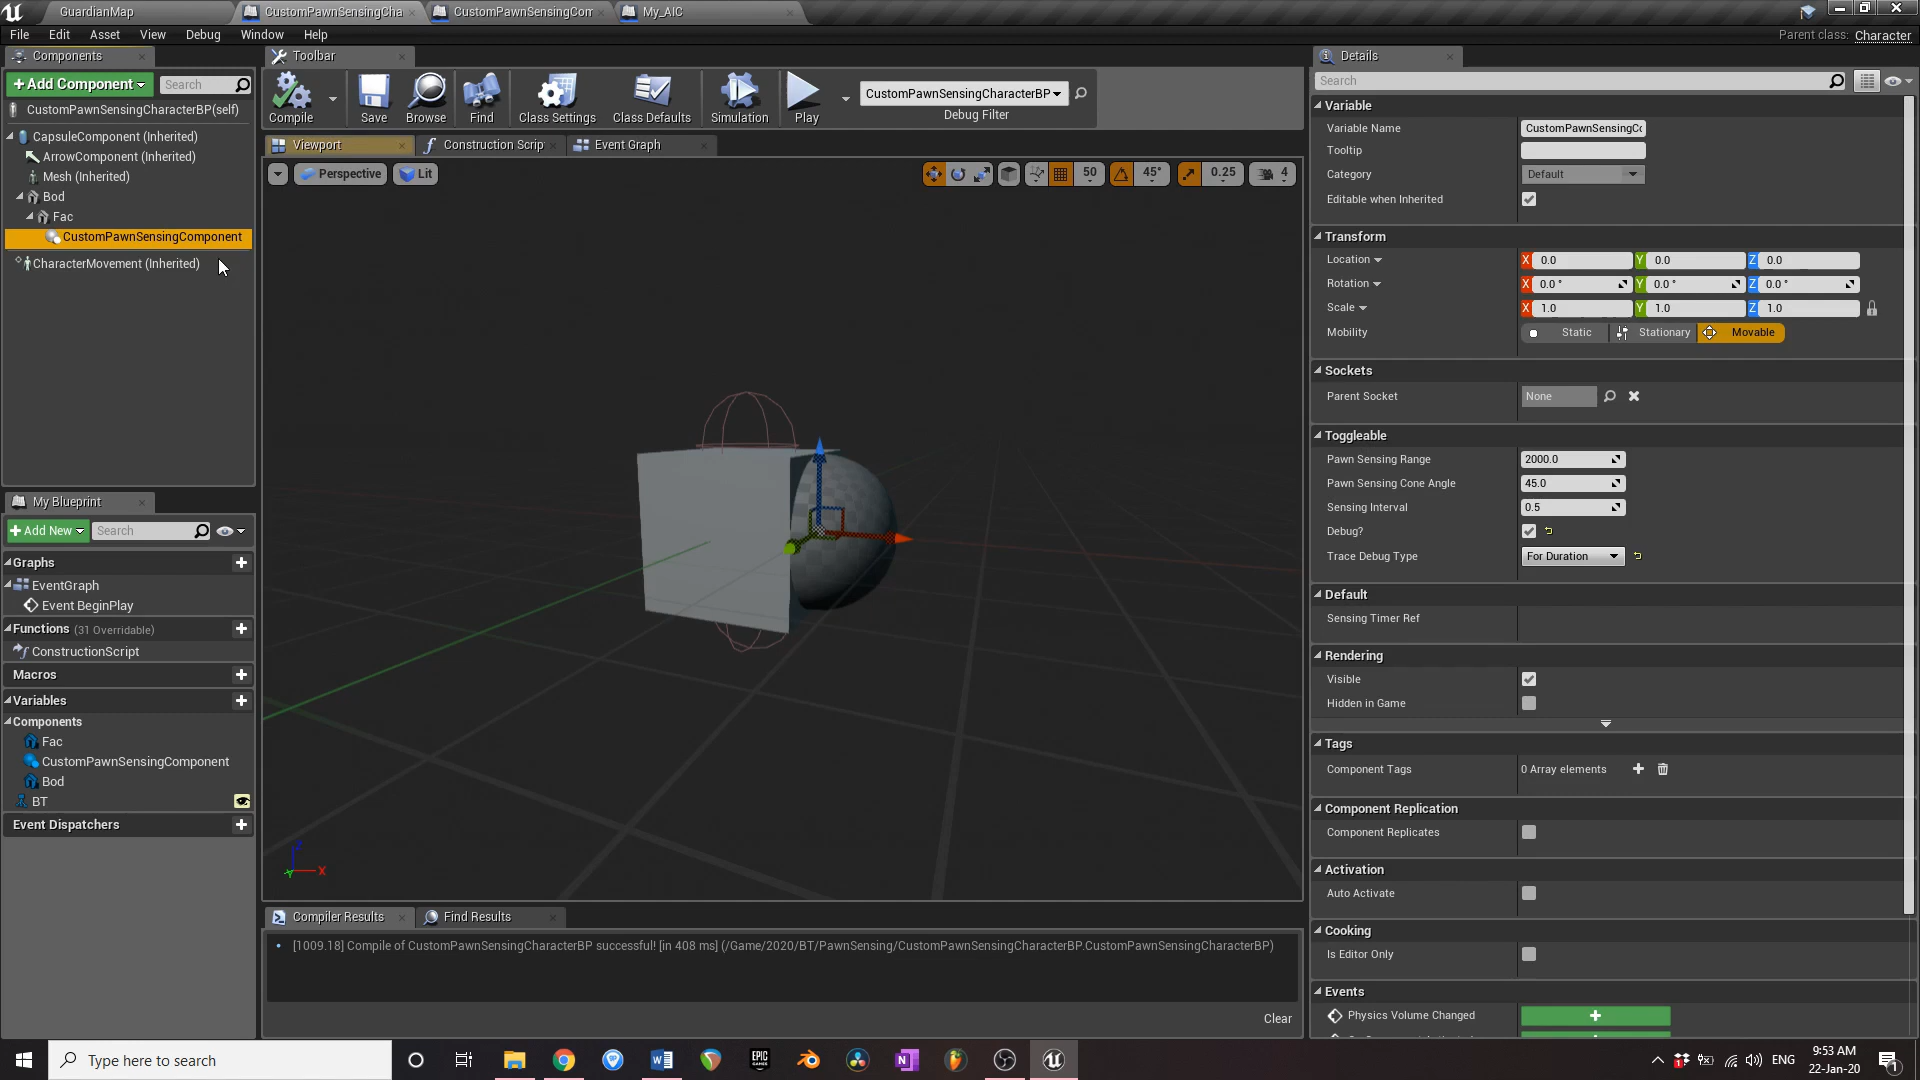 GuardianMap
CustomPawnSensingCha
CustomPawnSensingCom
My_AIC
File Edit Asset View Debug Window Help
Parent class: Character
Components
Toolbar
Details
+Add Component
Search
Compile
Save
Browse
Find
Class Settings
Class Defaults
Simulation
Play
CustomPawnSensingCharacterBP
Debug Filter
Search
CustomPawnSensingCharacterBP(self)
CapsuleComponent (Inherited)
ArrowComponent (Inherited)
Mesh (Inherited)
Bod
Fac
CustomPawnSensingComponent
CharacterMovement (Inherited)
Viewport
Construction Scrip
Event Graph
Perspective
Lit
50
45°
0.25
4
Variable
Variable Name CustomPawnSensingCo
Tooltip
Category Default
Editable when Inherited
Transform
Location X 0.0 Y 0.0 Z 0.0
Rotation X 0.0 ° Y 0.0 ° Z 0.0 °
Scale X 1.0 Y 1.0 Z 1.0
Mobility Static Stationary Movable
Sockets
Parent Socket None
Toggleable
Pawn Sensing Range 2000.0
Pawn Sensing Cone Angle 45.0
Sensing Interval 0.5
Debug?
Trace Debug Type For Duration
Default
Sensing Timer Ref
Rendering
Visible
Hidden in Game
Tags
Component Tags 0 Array elements
Component Replication
Component Replicates
Activation
Auto Activate
Cooking
Is Editor Only
Events
Physics Volume Changed
My Blueprint
+Add New
Search
Graphs
EventGraph
Event BeginPlay
Functions (31 Overridable)
ConstructionScript
Macros
Variables
Components
Fac
CustomPawnSensingComponent
Bod
BT
Event Dispatchers
Z
X
Y
Compiler Results
Find Results
[1009.18] Compile of CustomPawnSensingCharacterBP successful! [in 408 ms] (/Game/2020/BT/PawnSensing/CustomPawnSensingCharacterBP.CustomPawnSensingCharacterBP)
Clear
Type here to search
EPIC
ENG
9:53 AM
22-Jan-20
1